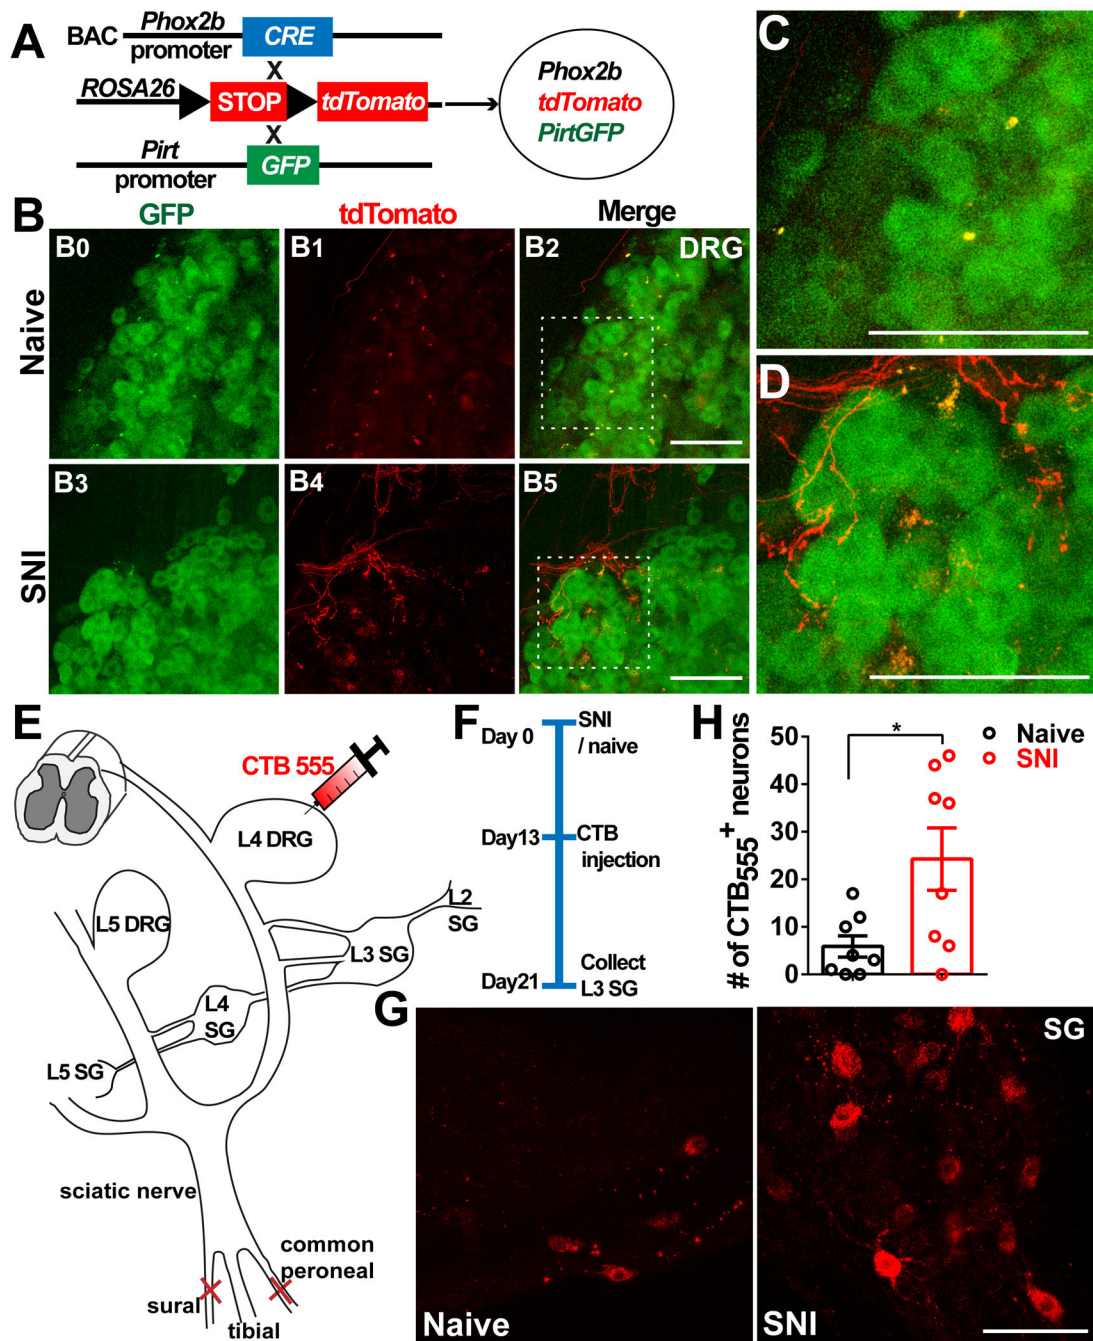 A
BAC
Phox2b
promoter
CRE
X
ROSA26
STOP
tdTomato
X
Pirt
promoter
GFP
Phox2b
tdTomato
PirtGFP
B
GFP
tdTomato
Merge
Naive
B0
B1
B2
DRG
SNI
B3
B4
B5
C
D
E
CTB 555
L4 DRG
L5 DRG
L2
SG
L3 SG
L4
SG
L5 SG
sciatic nerve
common
peroneal
sural
tibial
F
Day 0
SNI
/ naive
Day13
CTB
injection
Day21
Collect
L3 SG
H
# of CTB555+ neurons
50
40
30
20
10
0
*
Naive
SNI
G
Naive
SG
SNI